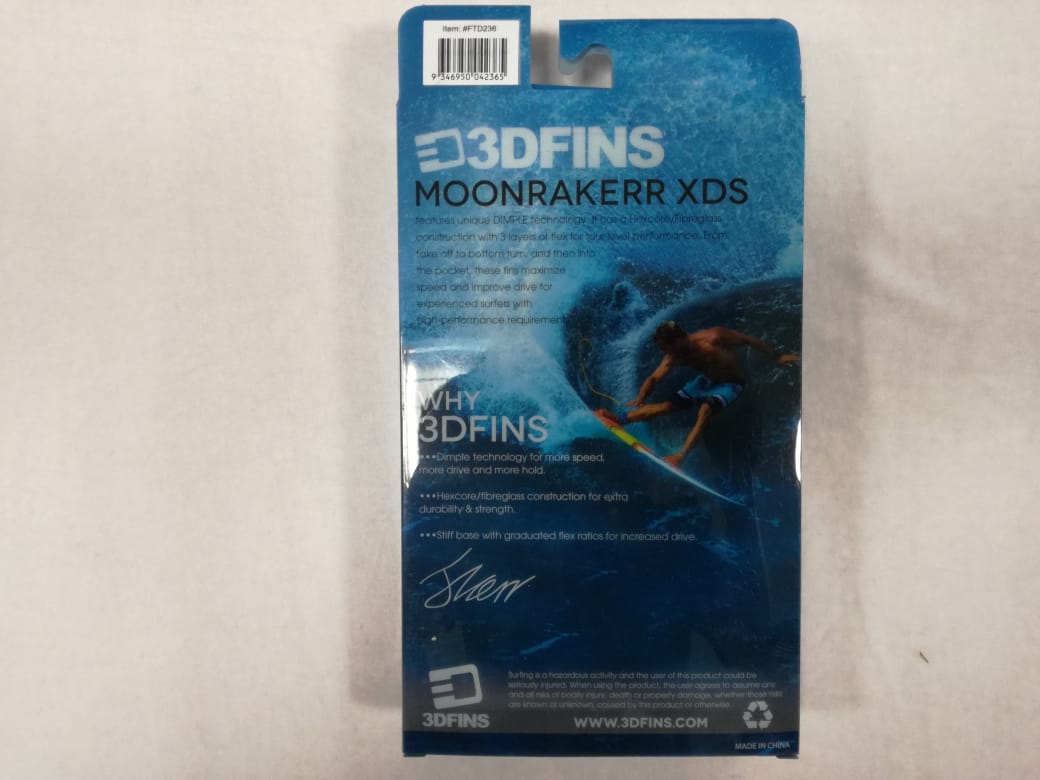 Item: #FTD236
9 346950 042365
3DFINS
MOONRAKERR XDS
features unique DIMPLE technology. It has a Hexcore/Fibreglass
construction with 3 layers of flex for tour level performance. From
take off to bottom turn, and then into
the pocket, these fins maximize
speed and improve drive for
experienced surfers with
high-performance requirement
WHY
3DFINS
•••Dimple technology for more speed,
more drive and more hold.
•••Hexcore/fibreglass construction for extra
durability & strength.
•••Stiff base with graduated flex ratios for increased drive.
Surfing is a hazardous activity and the user of this product could be
seriously injured. When using the product, the user agrees to assume any
and all risks of bodily injury, death or property damage, whether those risks
are known or unknown, caused by this product or otherwise.
3DFINS
WWW.3DFINS.COM
MADE IN CHINA